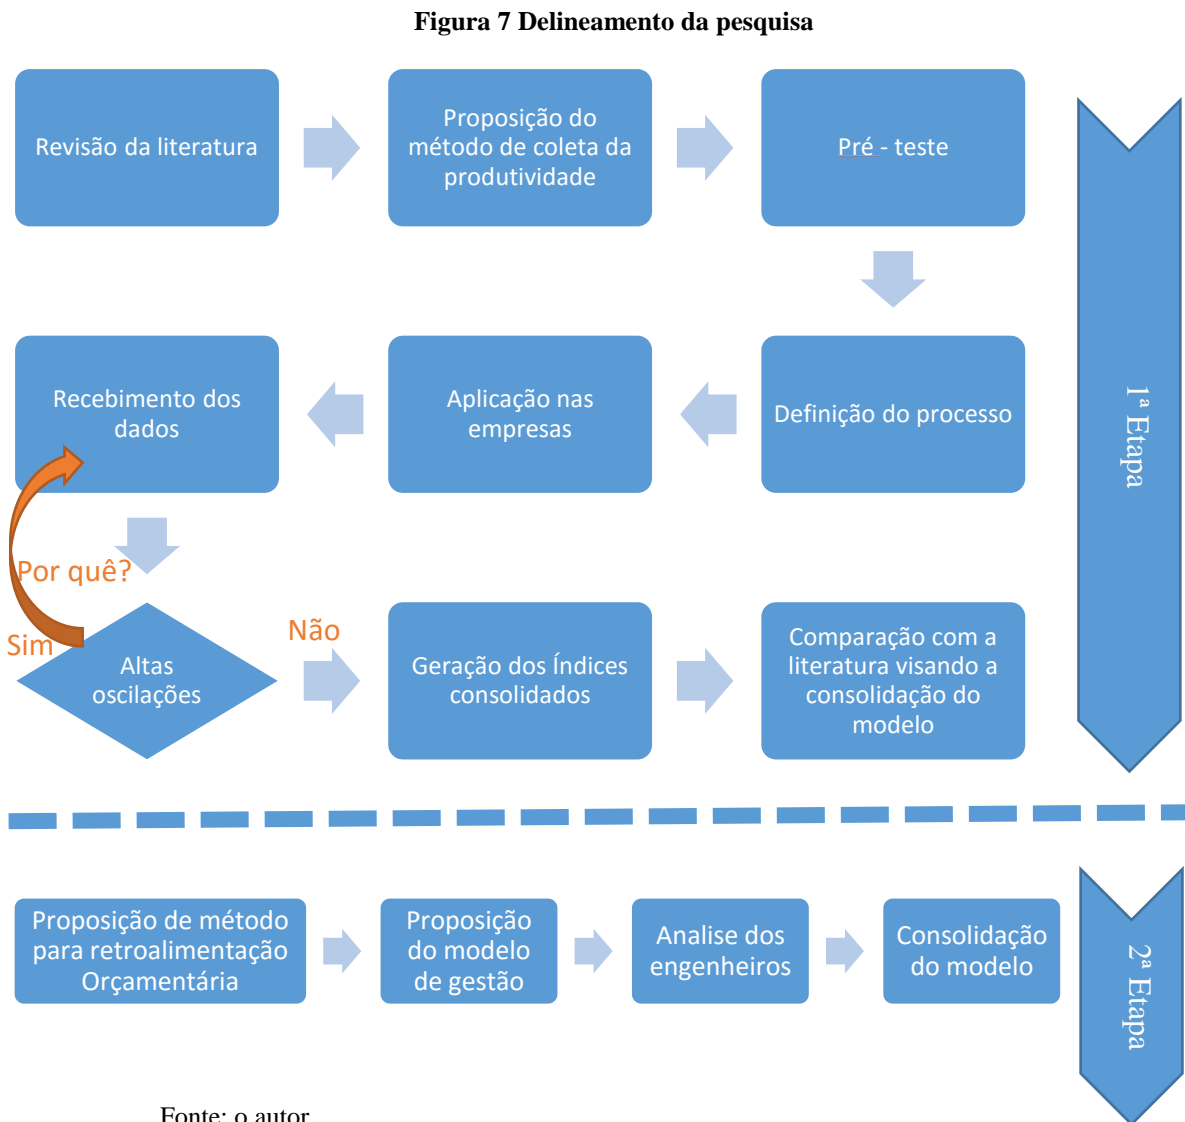 Figura 7 Delineamento da pesquisa
Revisão da literatura
Proposição do
método de coleta da
produtividade
Pré - teste
Definição do processo
Aplicação nas
empresas
Recebimento dos
dados
Por quê?
Sim
Altas
oscilações
Não
Geração dos Índices
consolidados
Comparação com a
literatura visando a
consolidação do
modelo
1ª Etapa
Proposição de método
para retroalimentação
Orçamentária
Proposição
do modelo
de gestão
Analise dos
engenheiros
Consolidação
do modelo
2ª Etapa
Fonte: o autor